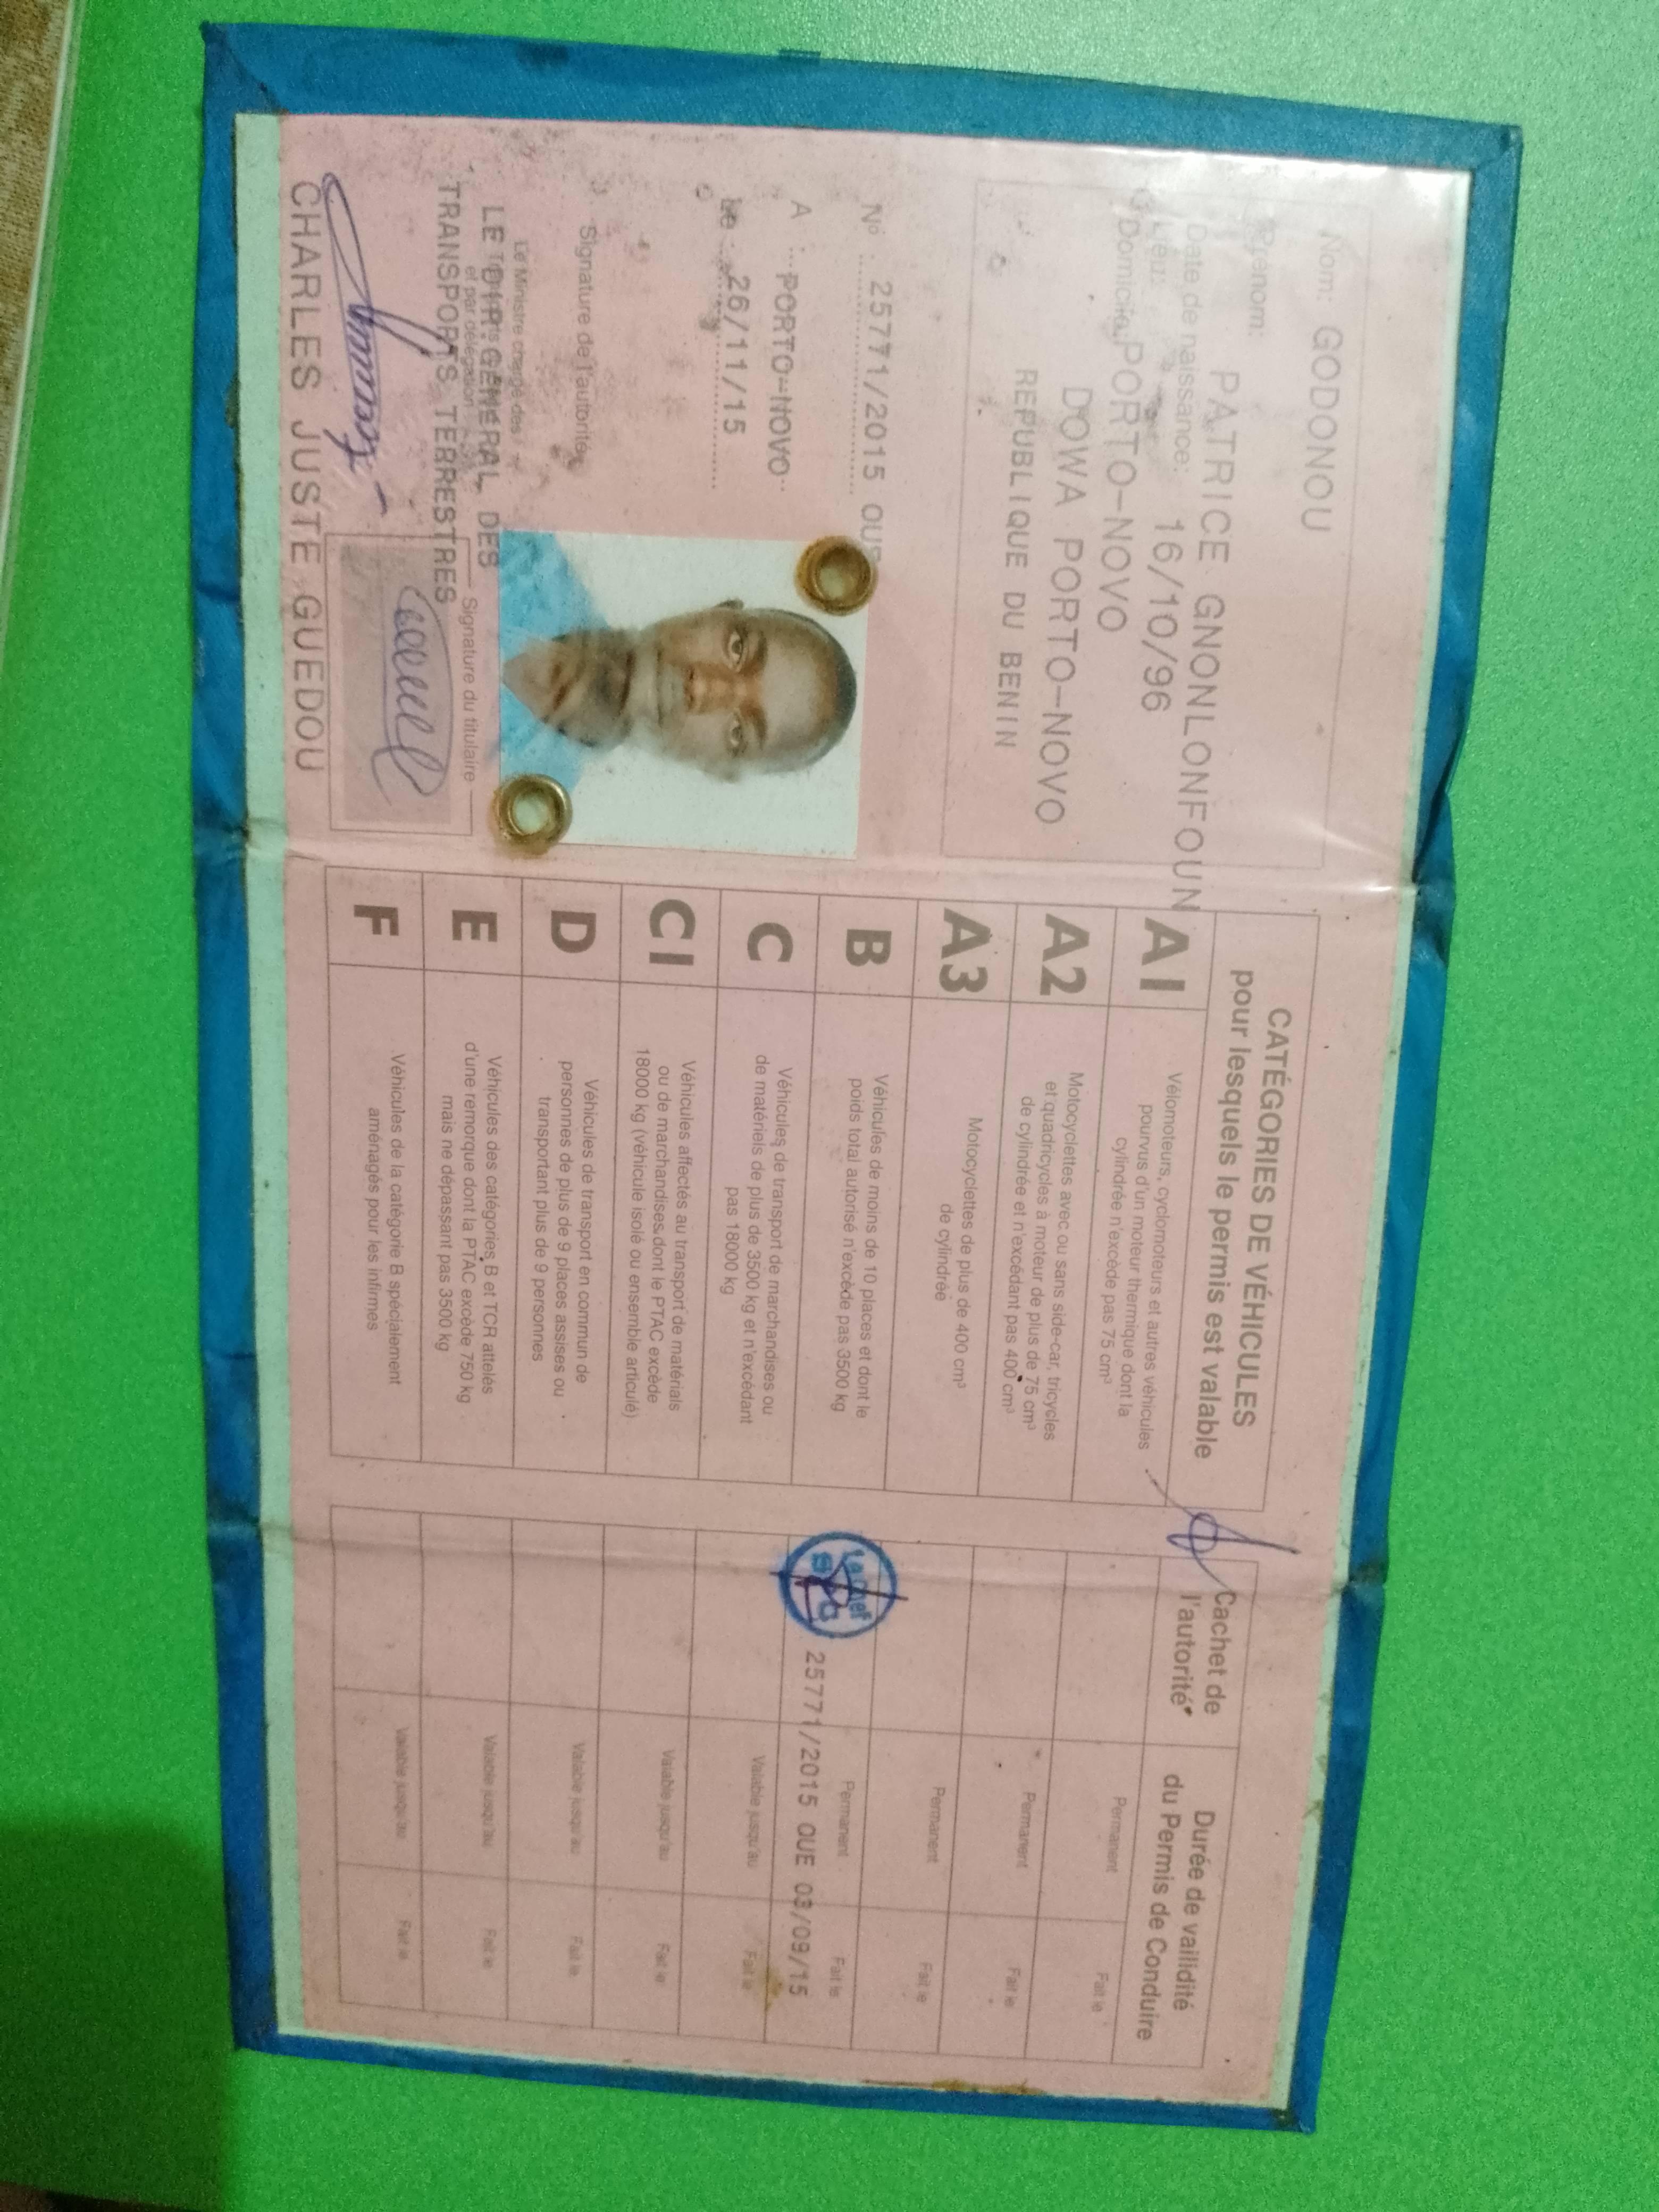 Nom: GODONOU
Prénom: PATRICE GNONLONFOUN
Date de naissance: 16/10/96
Lieu: PORTO-NOVO
Domicile: DOWA PORTO-NOVO
REPUBLIQUE DU BENIN
N° 25771/2015 OUE
A PORTO-NOVO
Le : 26/11/15
Signature de l'autorité
Le Ministre chargé des
et par délégation
LE DIR. GENERAL DES
TRANSPORTS TERRESTRES
CHARLES JUSTE GUEDOU
Signature du titulaire
CATÉGORIES DE VÉHICULES
pour lesquels le permis est valable
A1
Vélomoteurs, cyclomoteurs et autres véhicules
pourvus d'un moteur thermique dont la
cylindrée n'excède pas 75 cm³
A2
Motocyclettes avec ou sans side-car, tricycles
et quadricycles à moteur de plus de 75 cm³
de cylindrée et n'excédant pas 400 cm³
A3
Motocyclettes de plus de 400 cm³
de cylindrée
B
Véhicules de moins de 10 places et dont le
poids total autorisé n'excède pas 3500 kg
C
Véhicules de transport de marchandises ou
de matériels de plus de 3500 kg et n'excédant
pas 18000 kg
C1
Véhicules affectés au transport de matérials
ou de marchandises dont le PTAC excède
18000 kg (véhicule isolé ou ensemble articulé)
D
Véhicules de transport en commun de
personnes de plus de 9 places assises ou
transportant plus de 9 personnes
E
Véhicules des catégories B et TCR attelés
d'une remorque dont la PTAC excède 750 kg
mais ne dépassant pas 3500 kg
F
Véhicules de la catégorie B spécialement
aménagés pour les infirmes
Cachet de
l'autorité
Durée de vailidité
du Permis de Conduire
Permanent Fait le
Permanent Fait le
Permanent Fait le
Permanent Fait le
Le Chef
25771/2015 OUE 03/09/15
Valable jusqu'au Fait le
Valable jusqu'au Fait le
Valable jusqu'au Fait le
Valable jusqu'au Fait le
Valable jusqu'au Fait le